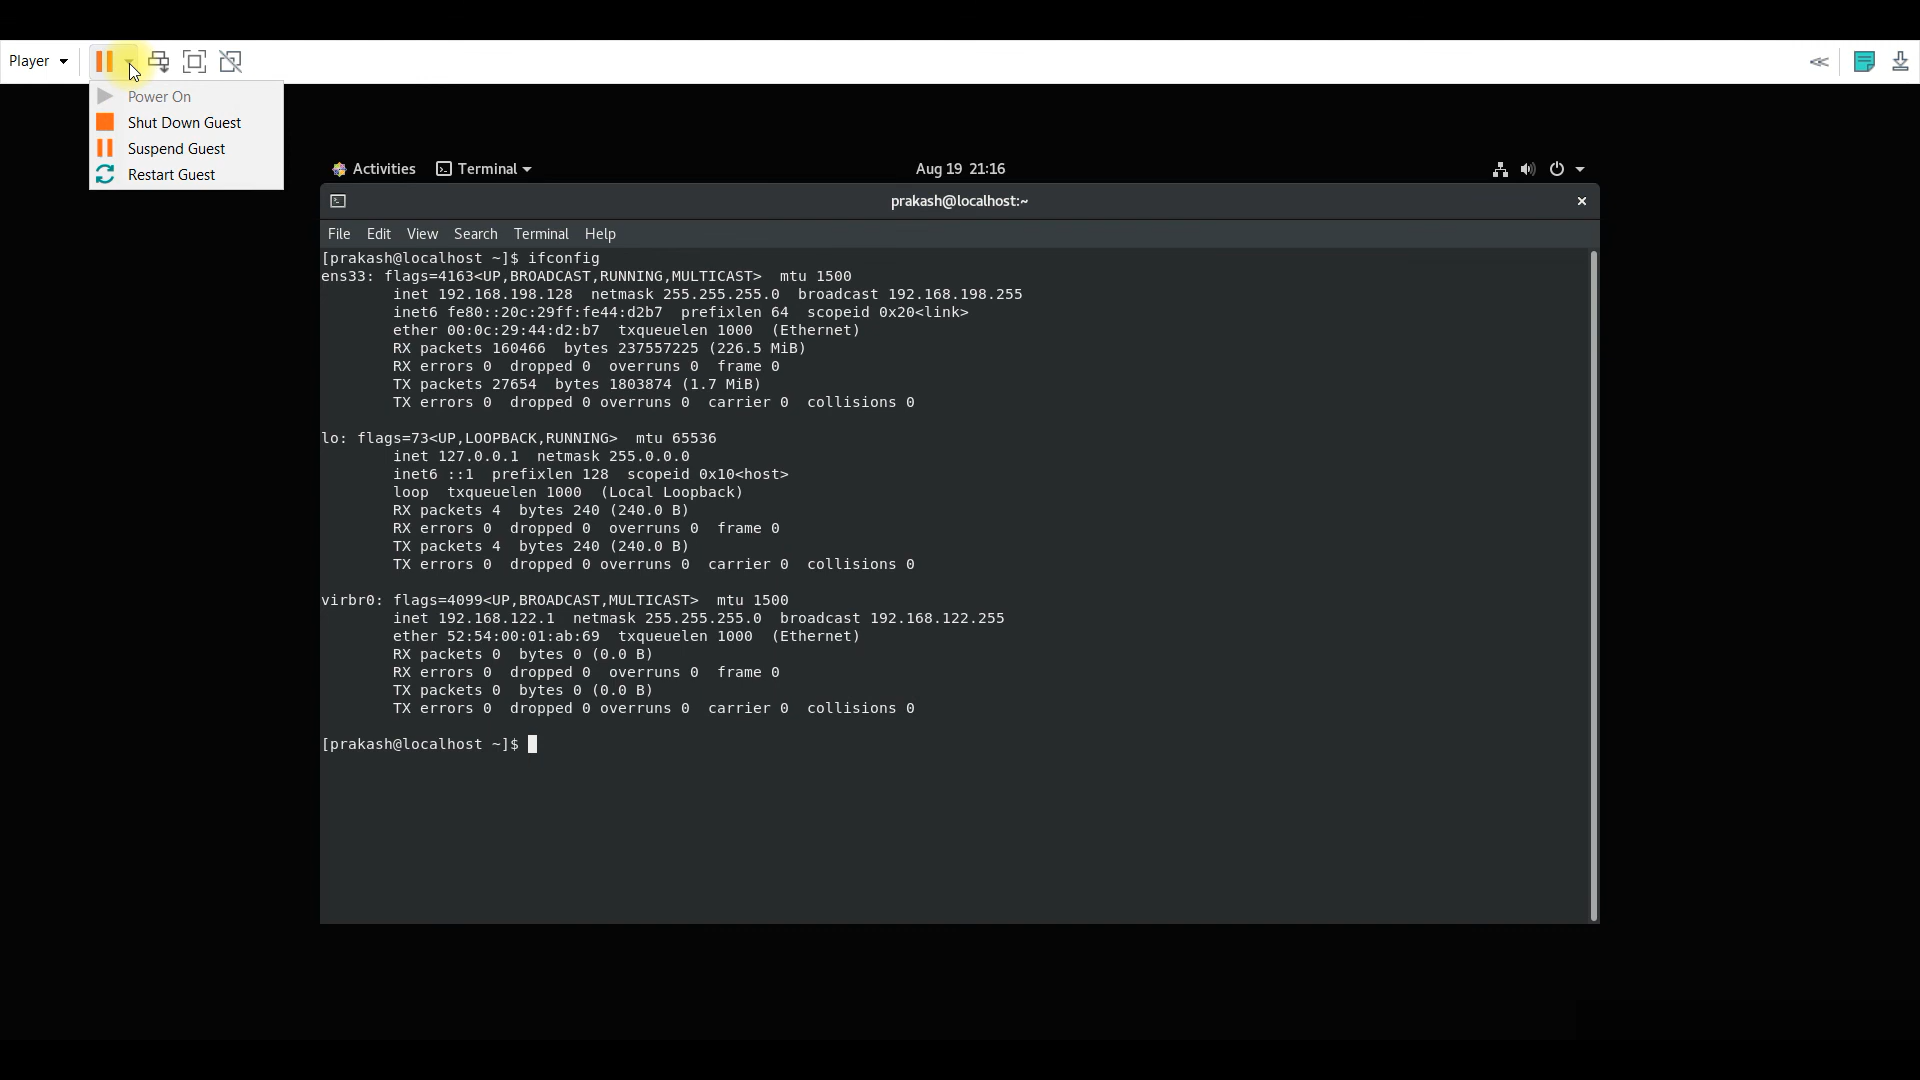 Player
Power On
Shut Down Guest
Suspend Guest
Restart Guest
Activities Terminal Aug 19 21:16
prakash@localhost:~
File Edit View Search Terminal Help
[prakash@localhost ~]$ ifconfig
ens33: flags=4163<UP,BROADCAST,RUNNING,MULTICAST>  mtu 1500
        inet 192.168.198.128  netmask 255.255.255.0  broadcast 192.168.198.255
        inet6 fe80::20c:29ff:fe44:d2b7  prefixlen 64  scopeid 0x20<link>
        ether 00:0c:29:44:d2:b7  txqueuelen 1000  (Ethernet)
        RX packets 160466  bytes 237557225 (226.5 MiB)
        RX errors 0  dropped 0  overruns 0  frame 0
        TX packets 27654  bytes 1803874 (1.7 MiB)
        TX errors 0  dropped 0 overruns 0  carrier 0  collisions 0
lo: flags=73<UP,LOOPBACK,RUNNING>  mtu 65536
        inet 127.0.0.1  netmask 255.0.0.0
        inet6 ::1  prefixlen 128  scopeid 0x10<host>
        loop  txqueuelen 1000  (Local Loopback)
        RX packets 4  bytes 240 (240.0 B)
        RX errors 0  dropped 0  overruns 0  frame 0
        TX packets 4  bytes 240 (240.0 B)
        TX errors 0  dropped 0 overruns 0  carrier 0  collisions 0
virbr0: flags=4099<UP,BROADCAST,MULTICAST>  mtu 1500
        inet 192.168.122.1  netmask 255.255.255.0  broadcast 192.168.122.255
        ether 52:54:00:01:ab:69  txqueuelen 1000  (Ethernet)
        RX packets 0  bytes 0 (0.0 B)
        RX errors 0  dropped 0  overruns 0  frame 0
        TX packets 0  bytes 0 (0.0 B)
        TX errors 0  dropped 0 overruns 0  carrier 0  collisions 0
[prakash@localhost ~]$